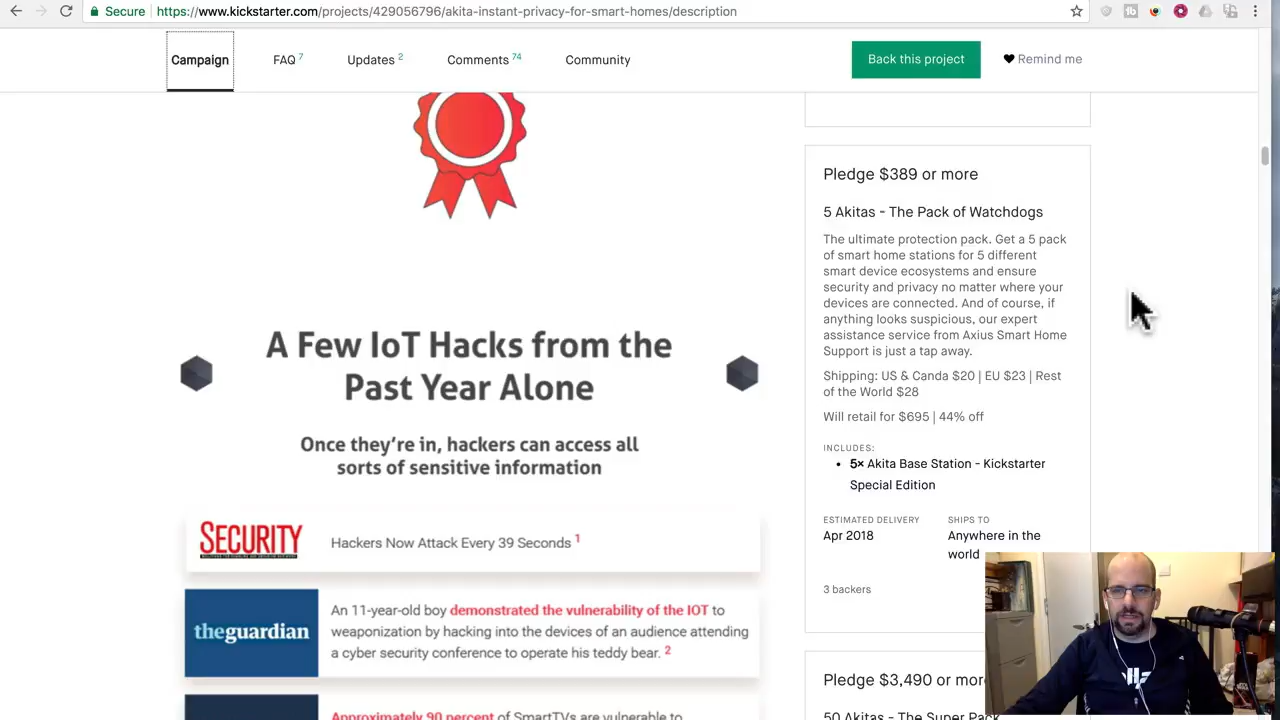 Secure
https://www.kickstarter.com/projects/429056796/akita-instant-privacy-for-smart-homes/description
Campaign
FAQ 7
Updates 2
Comments 74
Community
Back this project
Remind me
A Few IoT Hacks from the
Past Year Alone
Once they're in, hackers can access all
sorts of sensitive information
SECURITY
Hackers Now Attack Every 39 Seconds 1
theguardian
An 11-year-old boy demonstrated the vulnerability of the IOT to
weaponization by hacking into the devices of an audience attending
a cyber security conference to operate his teddy bear. 2
Approximately 90 percent of SmartTVs are vulnerable to
Pledge $389 or more
5 Akitas - The Pack of Watchdogs
The ultimate protection pack. Get a 5 pack
of smart home stations for 5 different
smart device ecosystems and ensure
security and privacy no matter where your
devices are connected. And of course, if
anything looks suspicious, our expert
assistance service from Axius Smart Home
Support is just a tap away.
Shipping: US & Canda $20 | EU $23 | Rest
of the World $28
Will retail for $695 | 44% off
INCLUDES:
• 5× Akita Base Station - Kickstarter
Special Edition
ESTIMATED DELIVERY
Apr 2018
SHIPS TO
Anywhere in the
world
3 backers
Pledge $3,490 or more
50 Akitas - The Super Pack